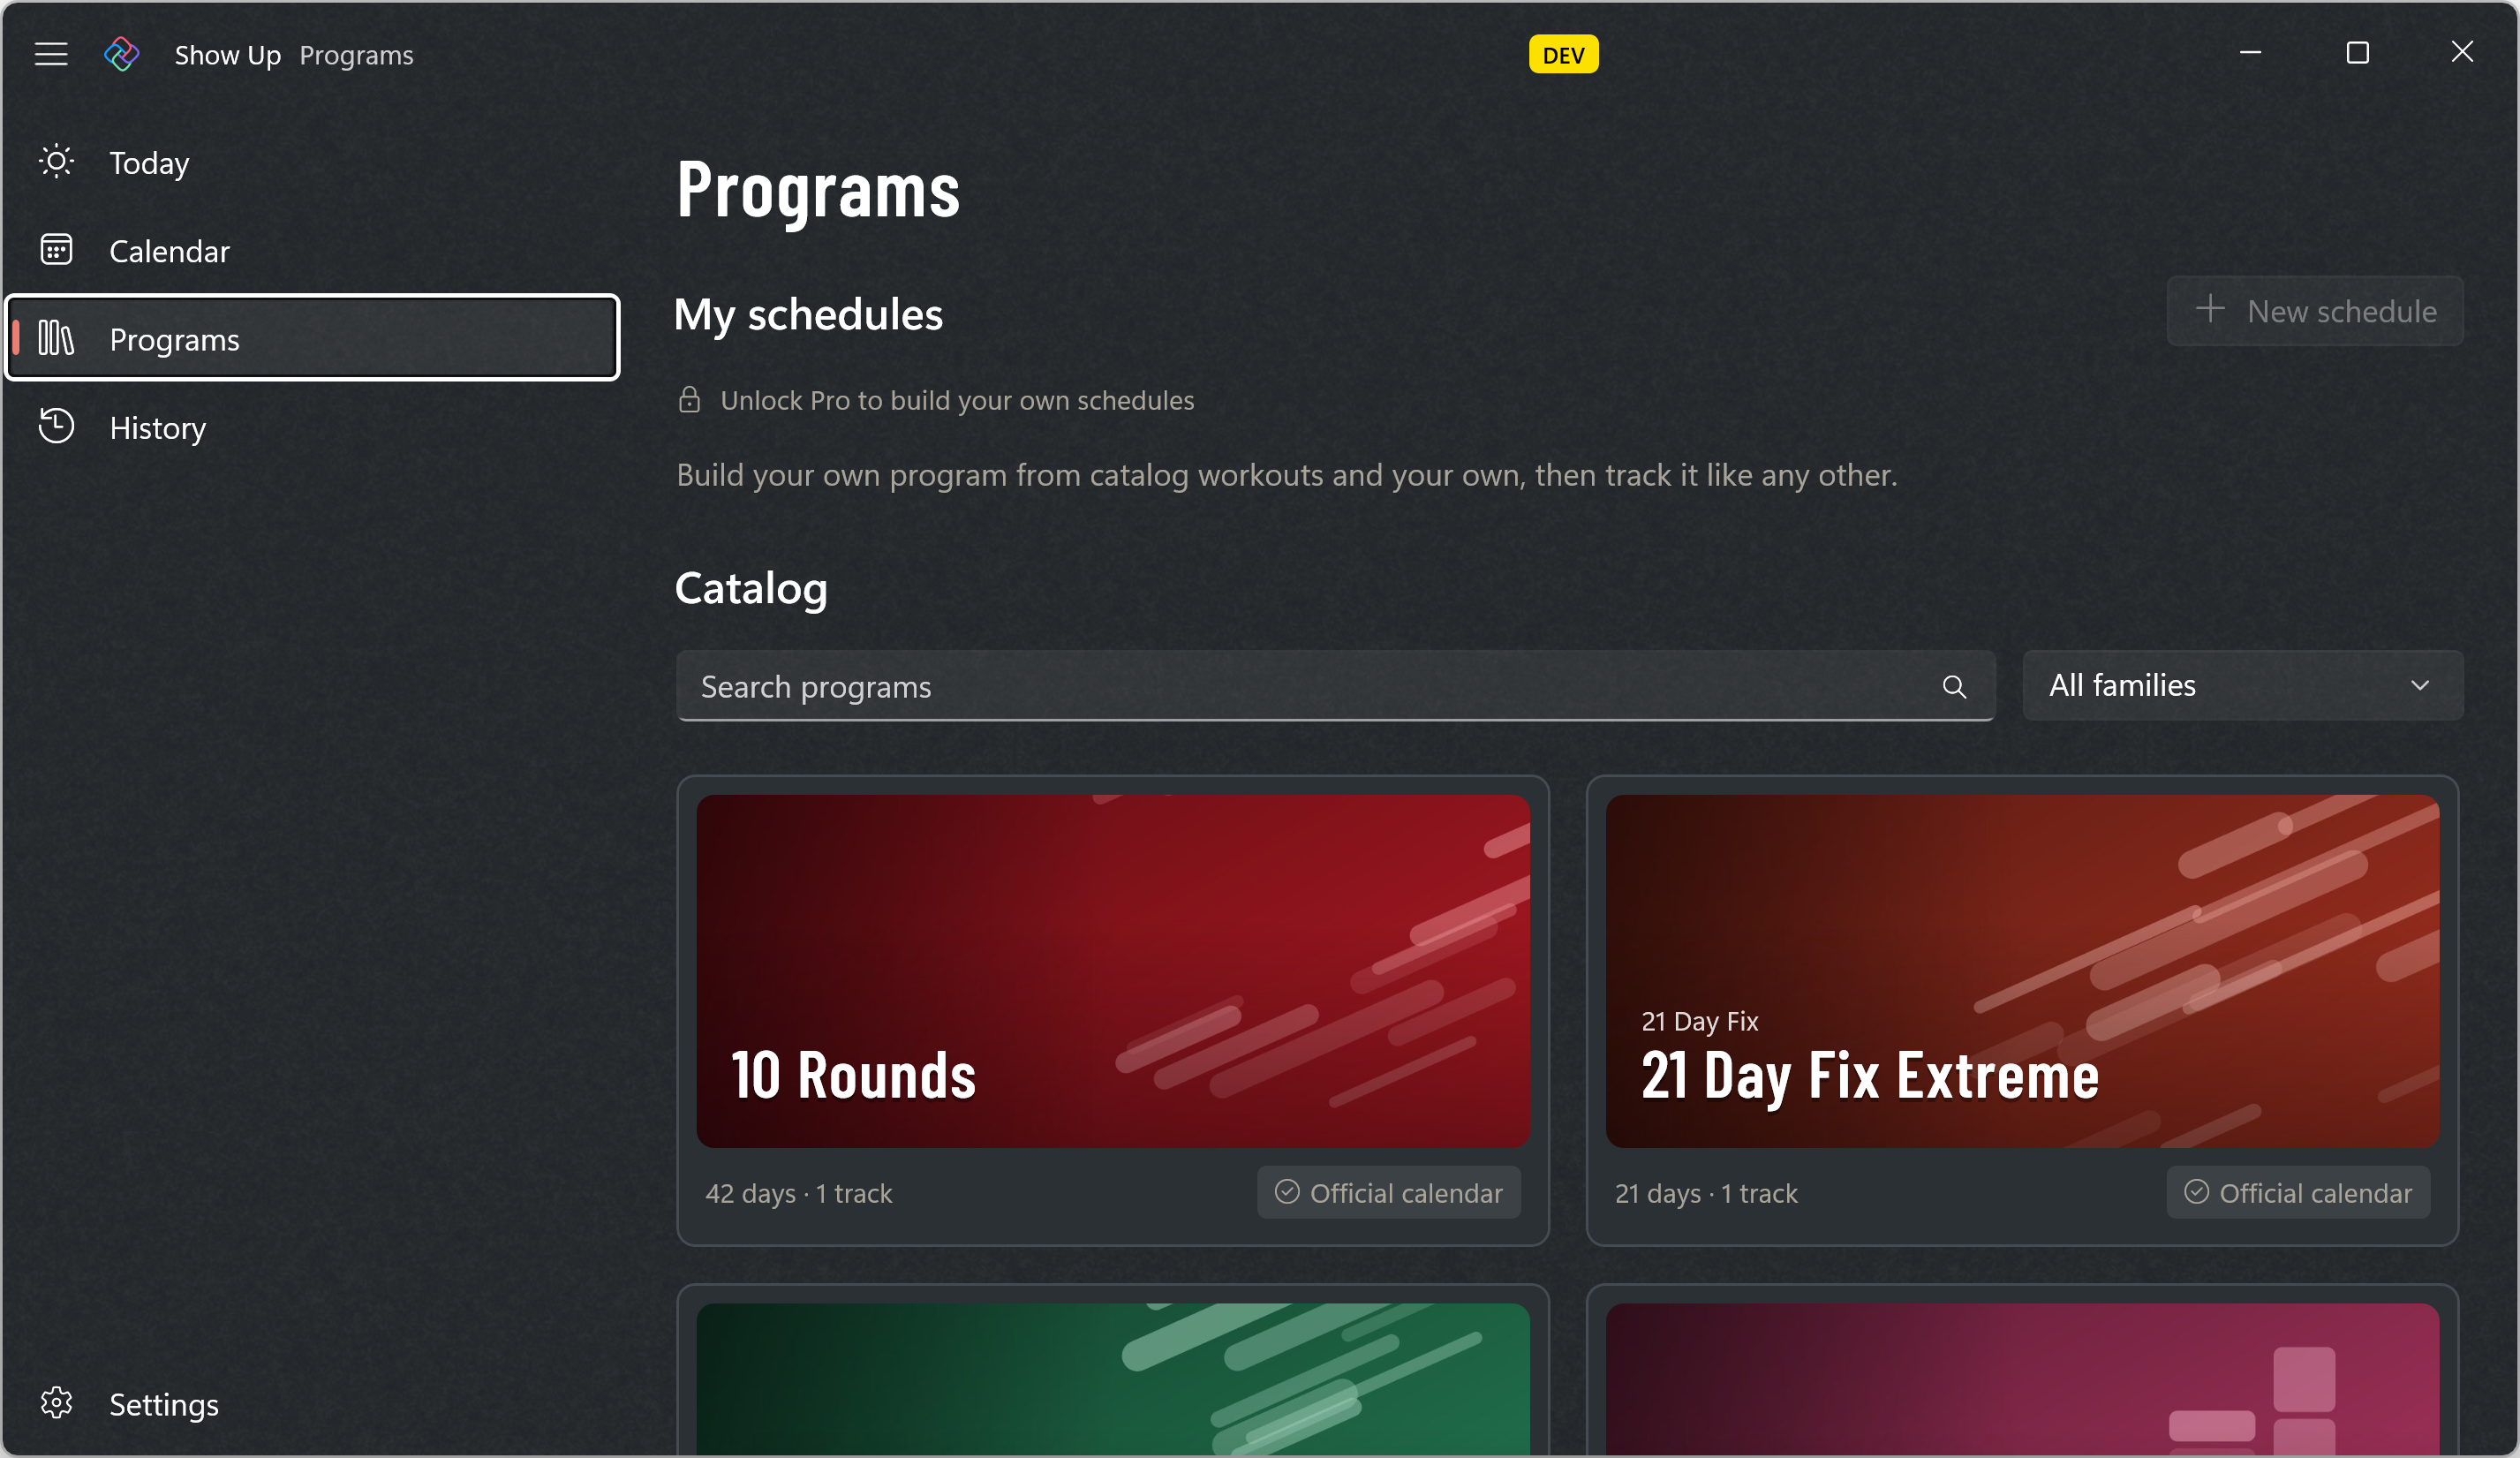 Show Up Programs
DEV
Today
Calendar
Programs
History
Settings
Programs
My schedules
New schedule
Unlock Pro to build your own schedules
Build your own program from catalog workouts and your own, then track it like any other.
Catalog
Search programs
All families
10 Rounds
42 days · 1 track
Official calendar
21 Day Fix
21 Day Fix Extreme
21 days · 1 track
Official calendar